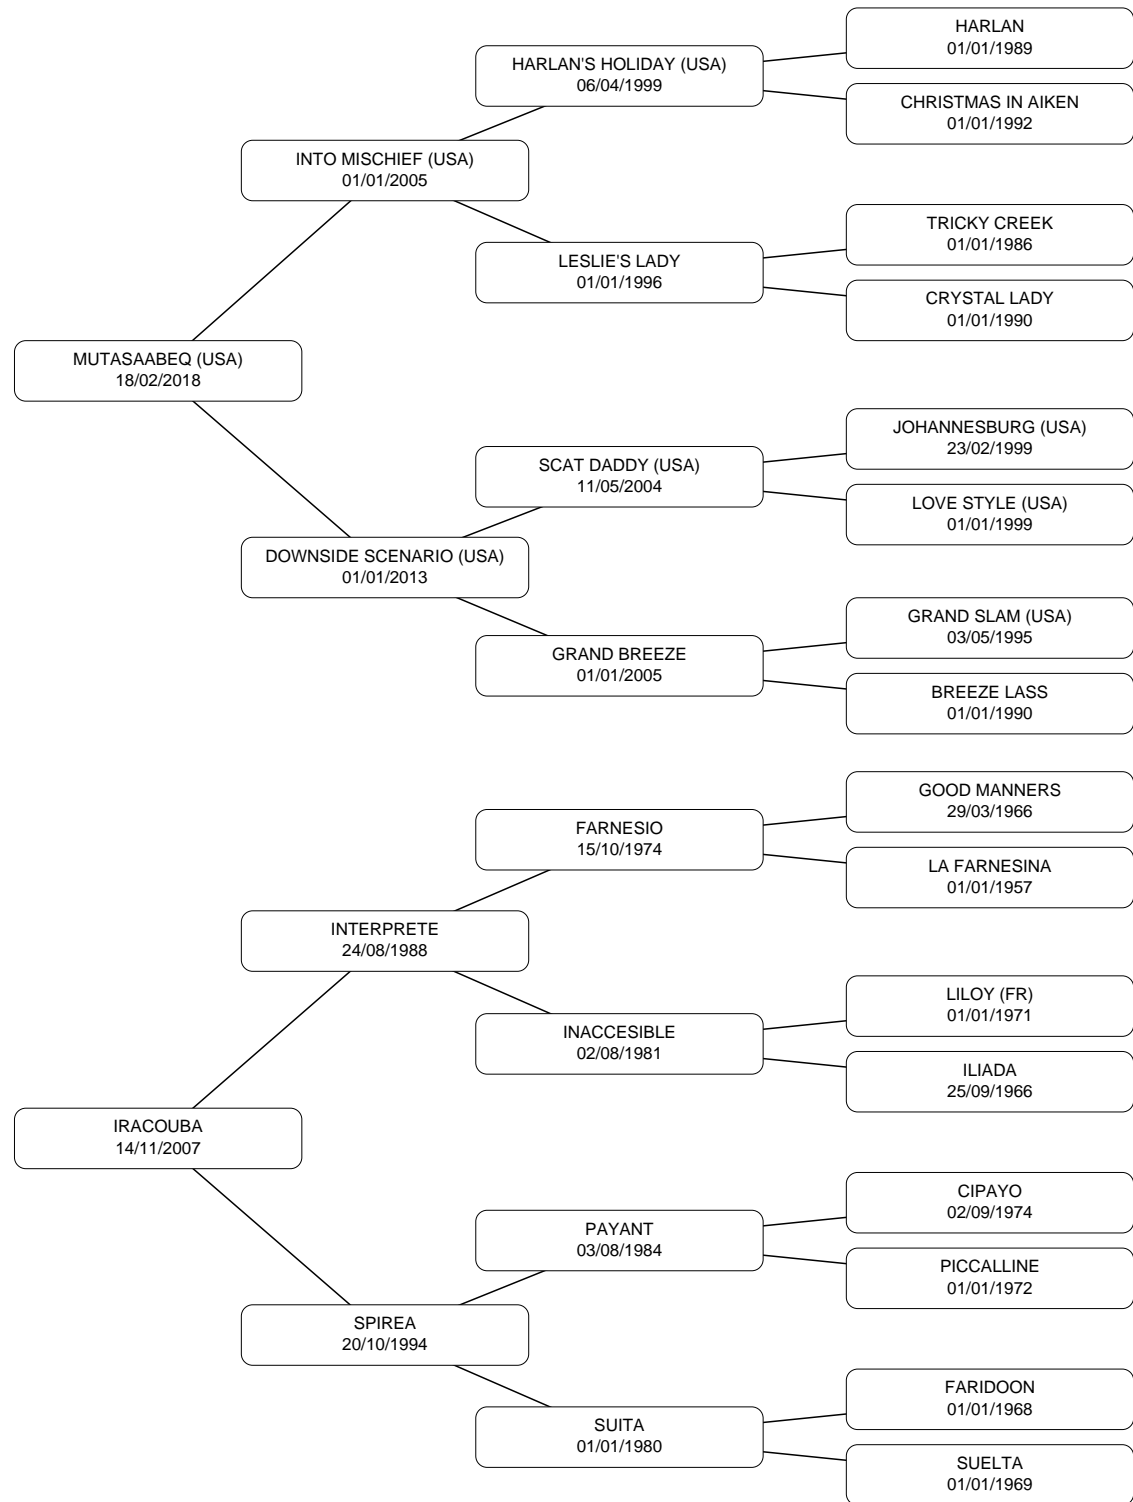 HARLAN
01/01/1989
HARLAN'S HOLIDAY (USA)
06/04/1999
CHRISTMAS IN AIKEN
01/01/1992
INTO MISCHIEF (USA)
01/01/2005
TRICKY CREEK
01/01/1986
LESLIE'S LADY
01/01/1996
CRYSTAL LADY
01/01/1990
MUTASAABEQ (USA)
18/02/2018
JOHANNESBURG (USA)
23/02/1999
SCAT DADDY (USA)
11/05/2004
LOVE STYLE (USA)
01/01/1999
DOWNSIDE SCENARIO (USA)
01/01/2013
GRAND SLAM (USA)
03/05/1995
GRAND BREEZE
01/01/2005
BREEZE LASS
01/01/1990
GOOD MANNERS
29/03/1966
FARNESIO
15/10/1974
LA FARNESINA
01/01/1957
INTERPRETE
24/08/1988
LILOY (FR)
01/01/1971
INACCESIBLE
02/08/1981
ILIADA
25/09/1966
IRACOUBA
14/11/2007
CIPAYO
02/09/1974
PAYANT
03/08/1984
PICCALLINE
01/01/1972
SPIREA
20/10/1994
FARIDOON
01/01/1968
SUITA
01/01/1980
SUELTA
01/01/1969